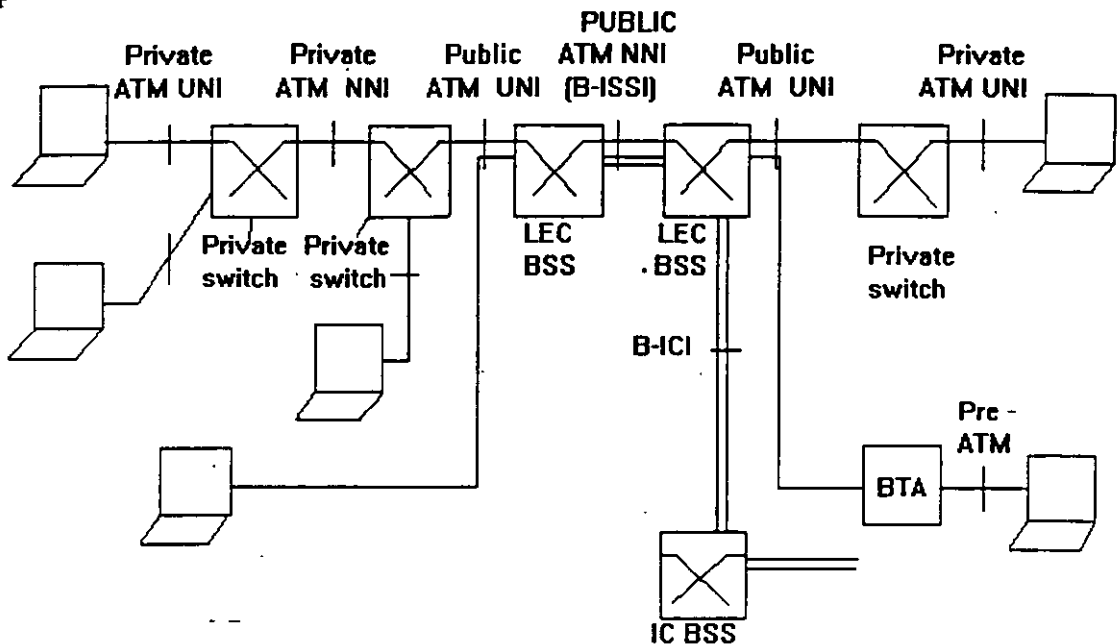 Private
ATM UNI
Private
ATM NNI
Public
ATM UNI
PUBLIC
ATM NNI
(B-ISSI)
Public
ATM UNI
Private
ATM UNI
Private
switch
Private
switch
LEC
BSS
LEC
BSS
Private
switch
B-ICI
Pre -
ATM
BTA
IC BSS